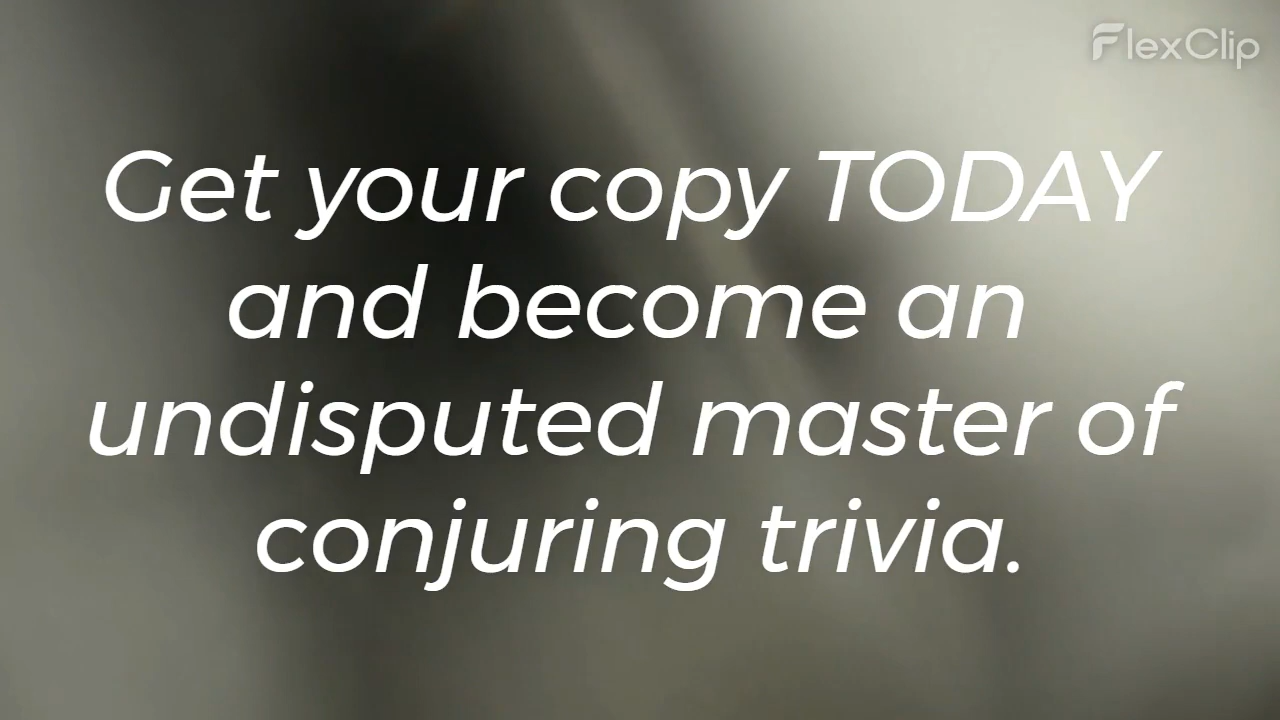 FlexClip
Get your copy TODAY
and become an
undisputed master of
conjuring trivia.